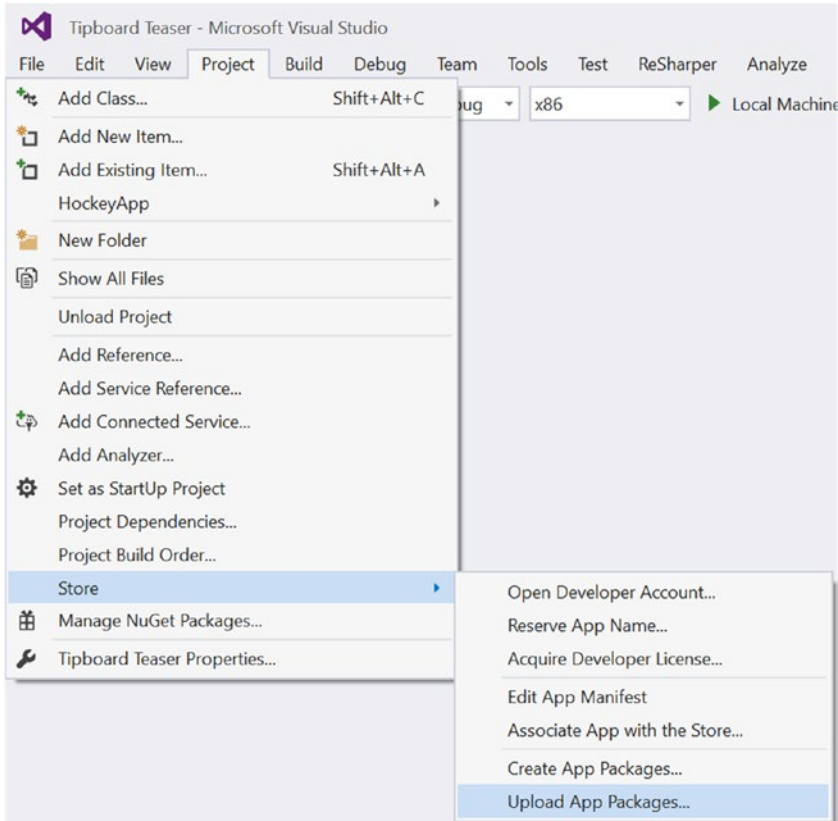 Tipboard Teaser - Microsoft Visual Studio
File Edit View Project Build Debug Team Tools Test ReSharper Analyze
Add Class... Shift+Alt+C
bug x86 Local Machine
Add New Item...
Add Existing Item... Shift+Alt+A
HockeyApp
New Folder
Show All Files
Unload Project
Add Reference...
Add Service Reference...
Add Connected Service...
Add Analyzer...
Set as StartUp Project
Project Dependencies...
Project Build Order...
Store
Manage NuGet Packages...
Tipboard Teaser Properties...
Open Developer Account...
Reserve App Name...
Acquire Developer License...
Edit App Manifest
Associate App with the Store...
Create App Packages...
Upload App Packages...